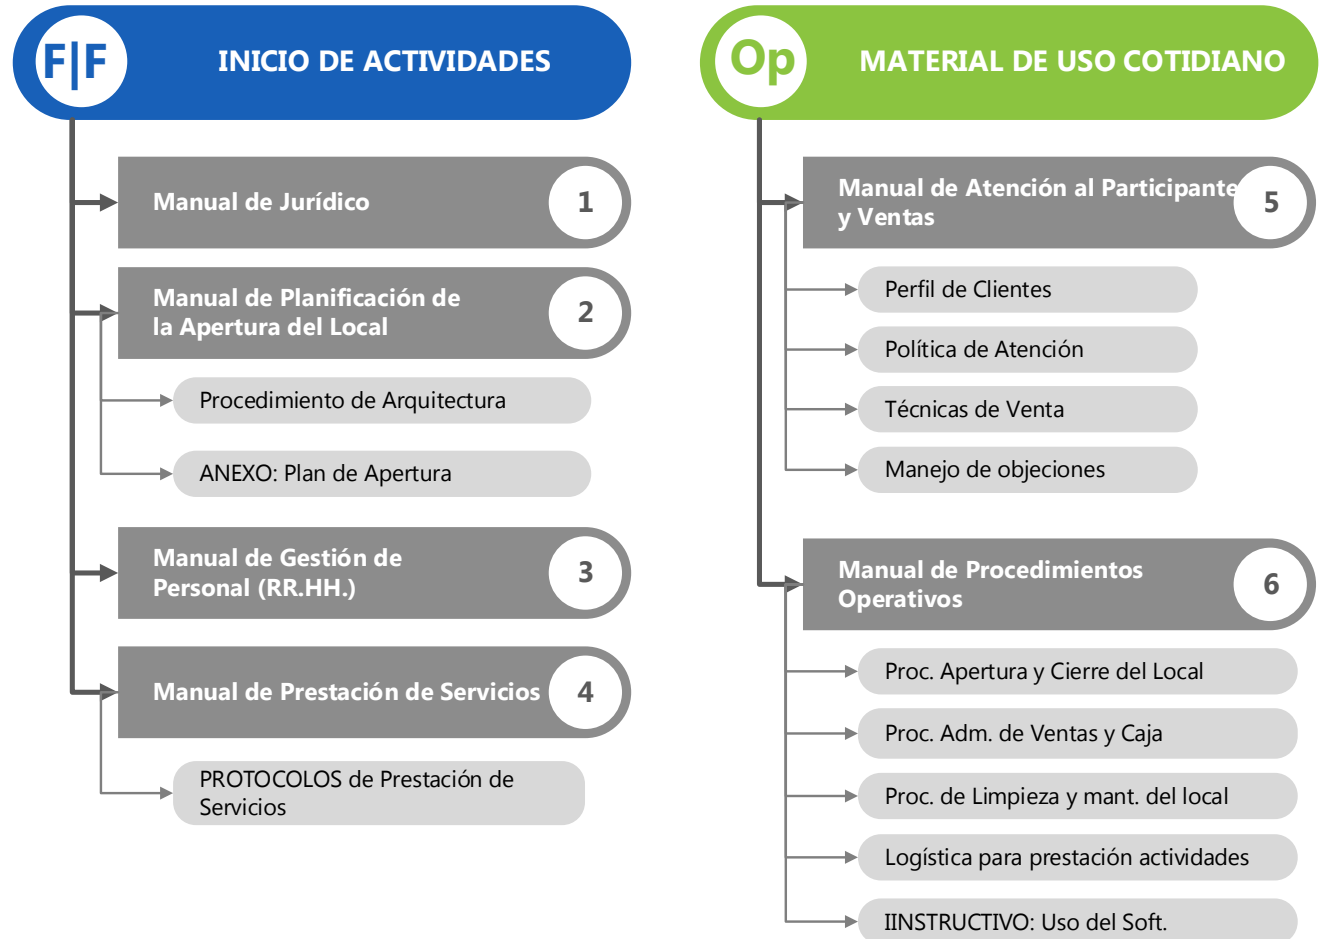 F|F
INICIO DE ACTIVIDADES
Manual de Jurídico
1
Manual de Planificación de
la Apertura del Local
2
Procedimiento de Arquitectura
ANEXO: Plan de Apertura
Manual de Gestión de
Personal (RR.HH.)
3
Manual de Prestación de Servicios
4
PROTOCOLOS de Prestación de
Servicios
Op
MATERIAL DE USO COTIDIANO
Manual de Atención al Participante
y Ventas
5
Perfil de Clientes
Política de Atención
Técnicas de Venta
Manejo de objeciones
Manual de Procedimientos
Operativos
6
Proc. Apertura y Cierre del Local
Proc. Adm. de Ventas y Caja
Proc. de Limpieza y mant. del local
Logística para prestación actividades
IINSTRUCTIVO: Uso del Soft.